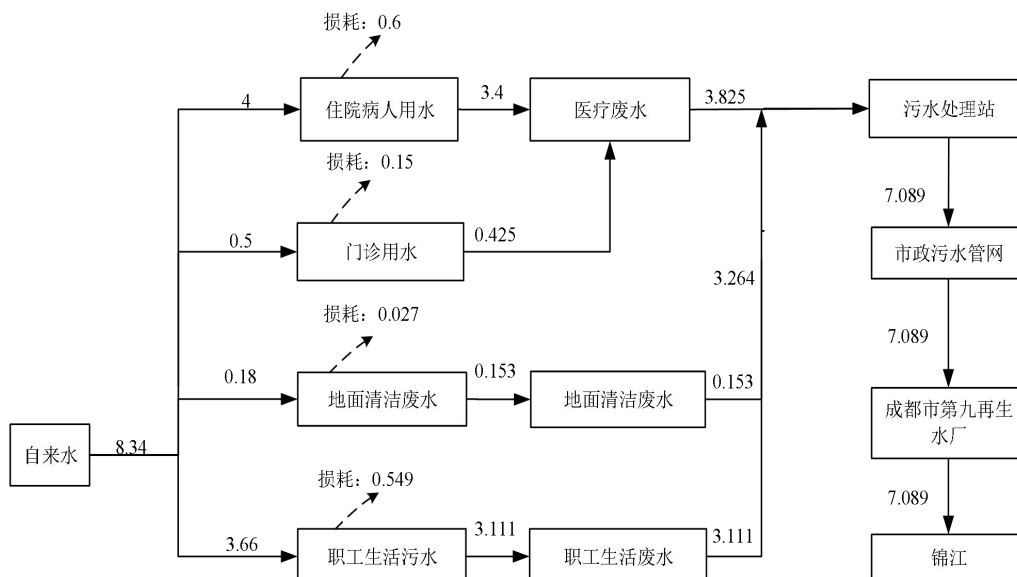 损耗：0.6
4
住院病人用水
3.4
医疗废水
3.825
污水处理站
损耗：0.15
7.089
0.5
门诊用水
0.425
市政污水管网
3.264
损耗：0.027
7.089
0.18
地面清洁废水
0.153
地面清洁废水
0.153
成都市第九再生
水厂
自来水
8.34
损耗：0.549
7.089
3.66
职工生活污水
3.111
职工生活废水
3.111
锦江